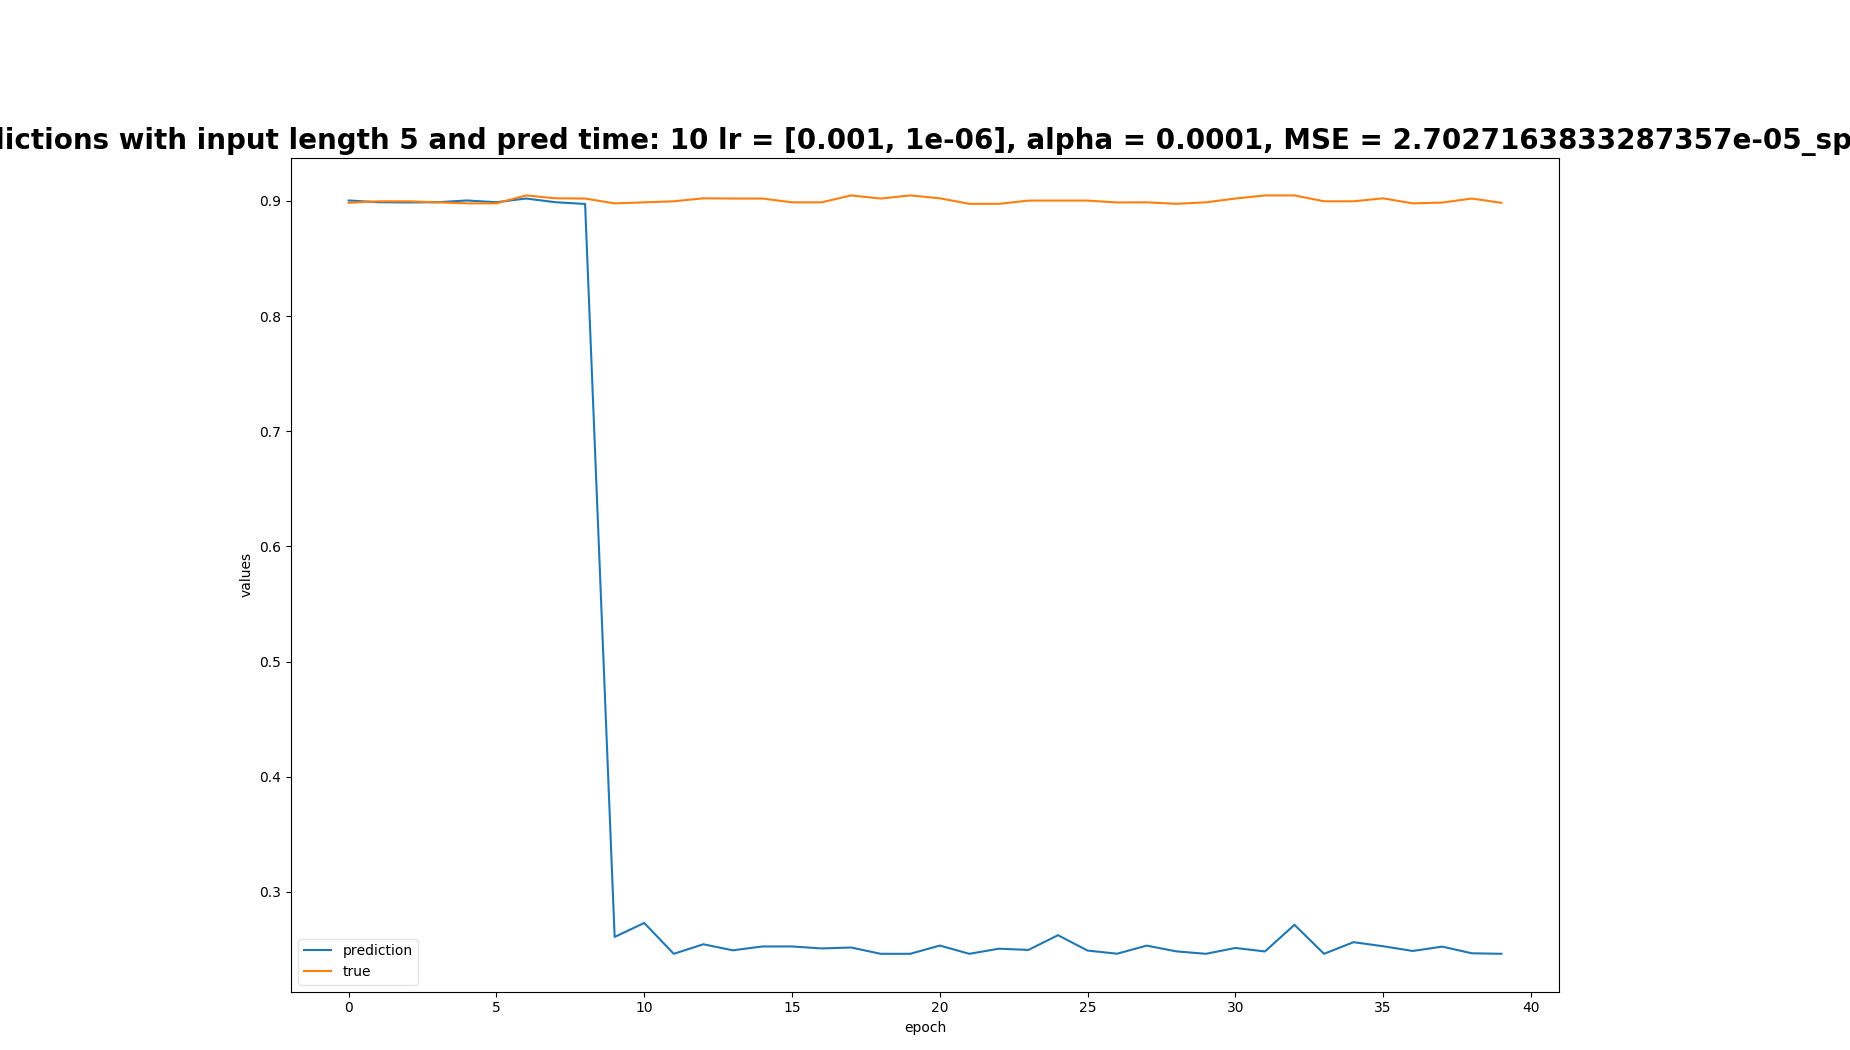 dictions with input length 5 and pred time: 10 lr = [0.001, 1e-06], alpha = 0.0001, MSE = 2.7027163833287357e-05_sp
0.9
0.8
0.7
0.6
0.5
0.4
0.3
values
prediction
true
0 5 10 15 20 25 30 35 40
epoch